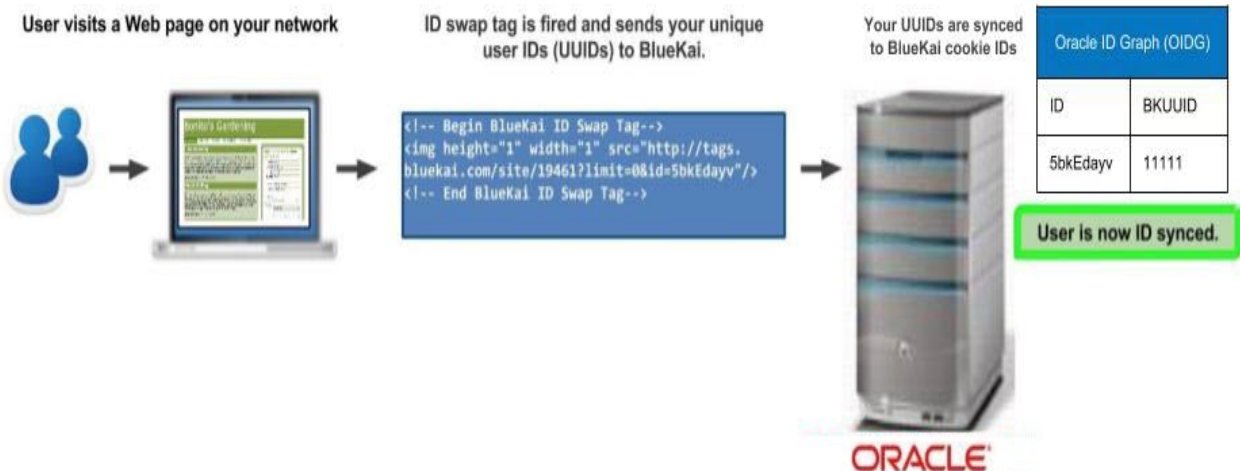 User visits a Web page on your network
ID swap tag is fired and sends your unique
user IDs (UUIDs) to BlueKai.
Your UUIDs are synced
to BlueKai cookie IDs
Oracle ID Graph (OIDG)
ID BKUUID
5bkEdayv 11111
User is now ID synced.
Bonita's Gardening
<!-- Begin BlueKai ID Swap Tag-->
<img height="1" width="1" src="http://tags.
bluekai.com/site/19461?limit=0&id=5bkEdayv"/>
<!-- End BlueKai ID Swap Tag-->
ORACLE